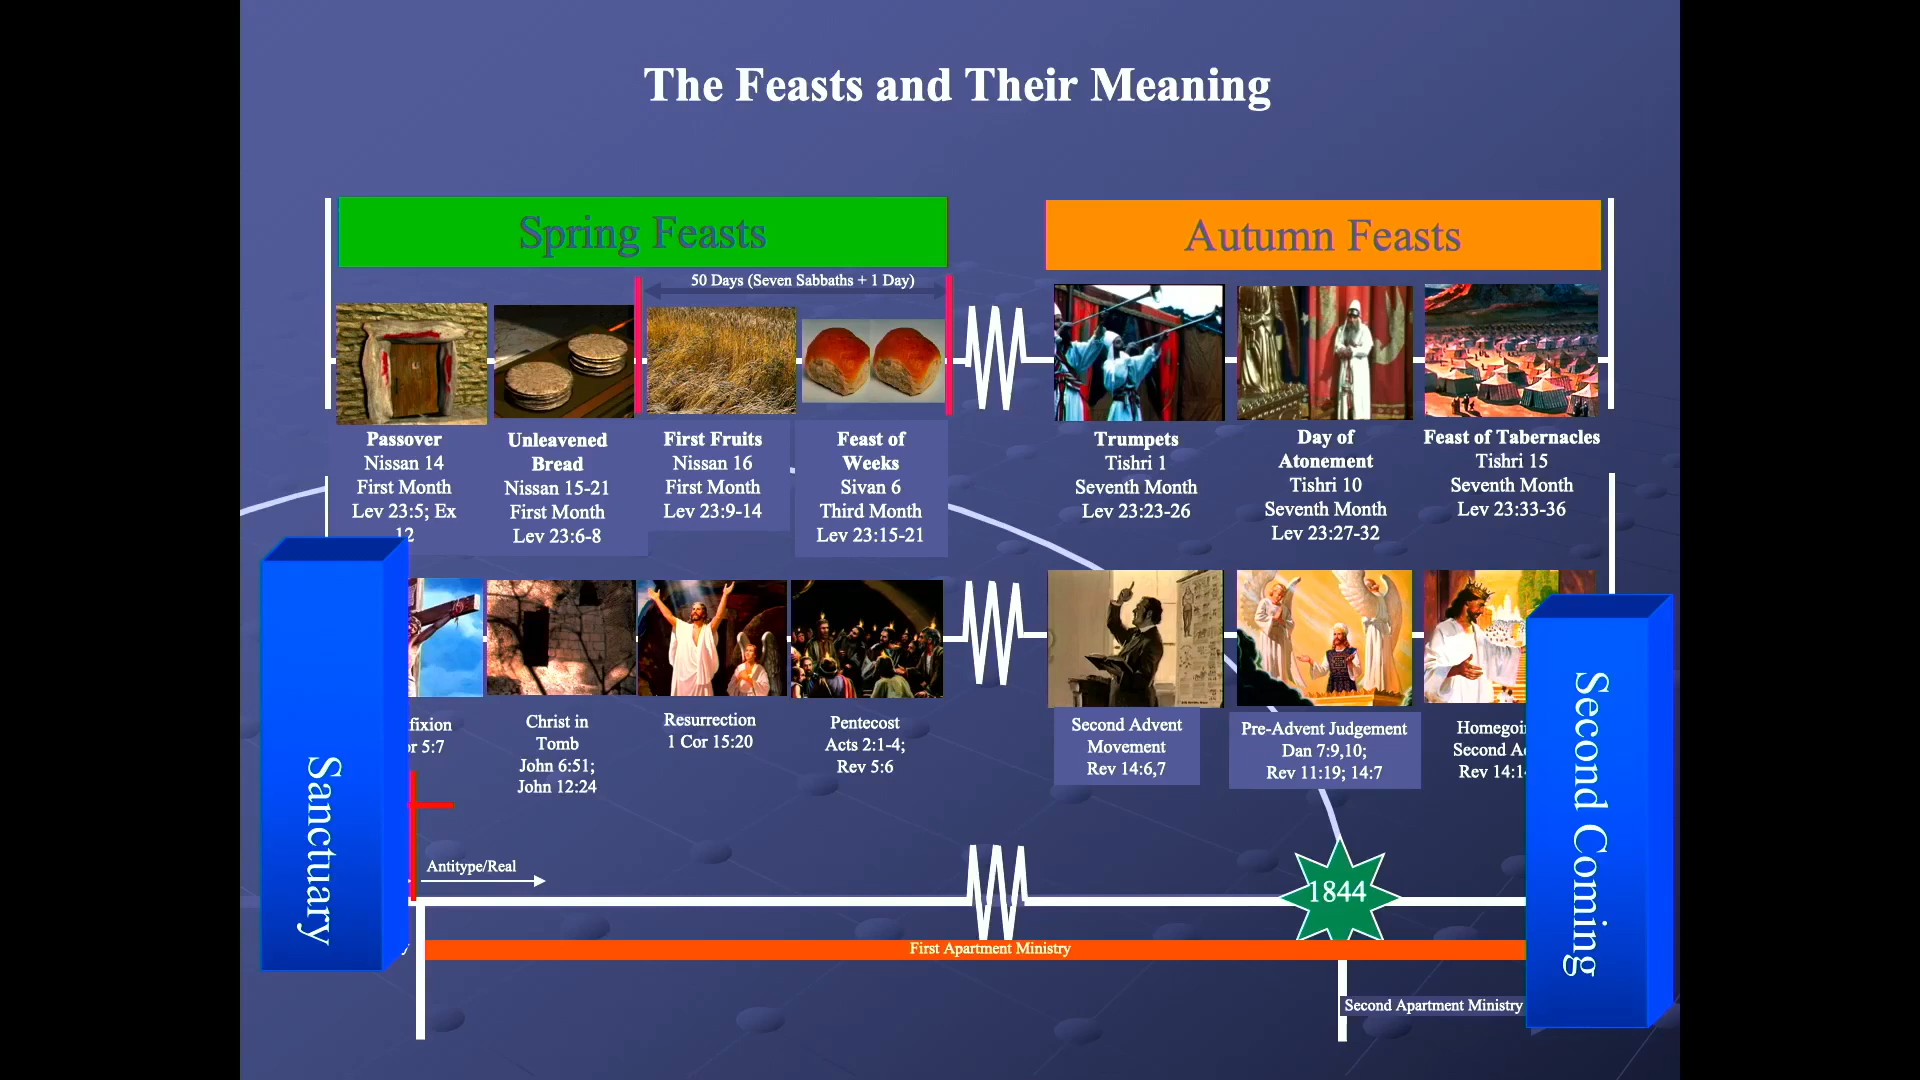 The Feasts and Their Meaning
Spring Feasts
Autumn Feasts
50 Days (Seven Sabbaths + 1 Day)
Passover
Nissan 14
First Month
Lev 23:5; Ex
12
Unleavened
Bread
Nissan 15-21
First Month
Lev 23:6-8
First Fruits
Nissan 16
First Month
Lev 23:9-14
Feast of
Weeks
Sivan 6
Third Month
Lev 23:15-21
Trumpets
Tishri 1
Seventh Month
Lev 23:23-26
Day of
Atonement
Tishri 10
Seventh Month
Lev 23:27-32
Feast of Tabernacles
Tishri 15
Seventh Month
Lev 23:33-36
fixion
5:7
Christ in
Tomb
John 6:51;
John 12:24
Resurrection
1 Cor 15:20
Pentecost
Acts 2:1-4;
Rev 5:6
Second Advent
Movement
Rev 14:6,7
Pre-Advent Judgement
Dan 7:9,10;
Rev 11:19; 14:7
Second
Rev
Sanctuary
Second Coming
Antitype/Real
1844
First Apartment Ministry
Second Apartment Ministry